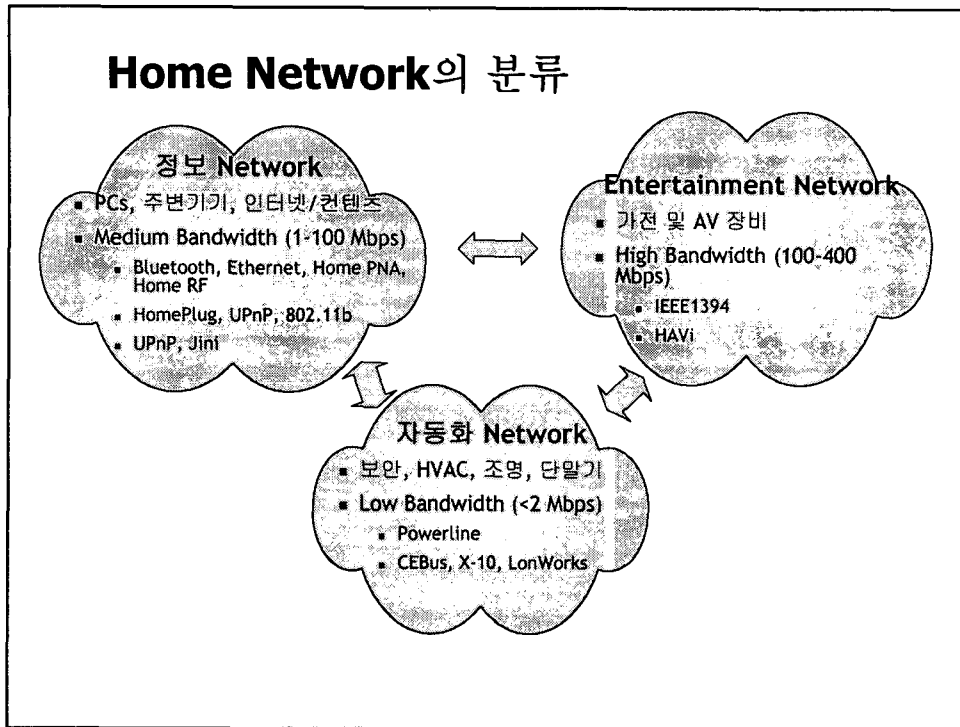 Home Network의 분류
정보 Network
▪ PCs, 주변기기, 인터넷/컨텐츠
▪ Medium Bandwidth (1-100 Mbps)
▪ Bluetooth, Ethernet, Home PNA,
Home RF
▪ HomePlug, UPnP, 802.11b
▪ UPnP, Jini
Entertainment Network
▪ 가전 및 AV 장비
▪ High Bandwidth (100-400
Mbps)
▪ IEEE1394
▪ HAVi
자동화 Network
▪ 보안, HVAC, 조명, 단말기
▪ Low Bandwidth (<2 Mbps)
▪ Powerline
▪ CEBus, X-10, LonWorks